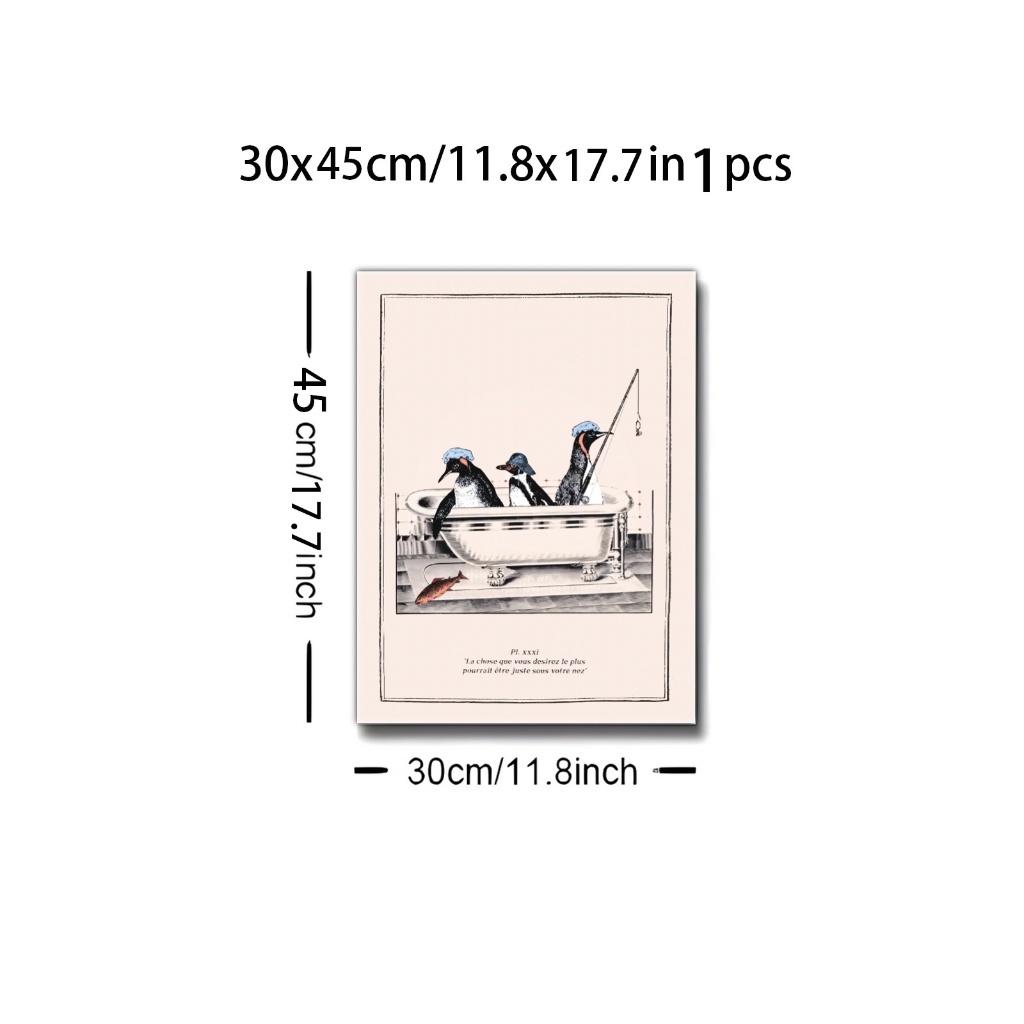 30x45cm/11.8x17.7in 1 pcs
45 cm/17.7inch
Pl. xxxi
"La chose que vous desirez le plus
pourrait être juste sous votre nez"
30cm/11.8inch